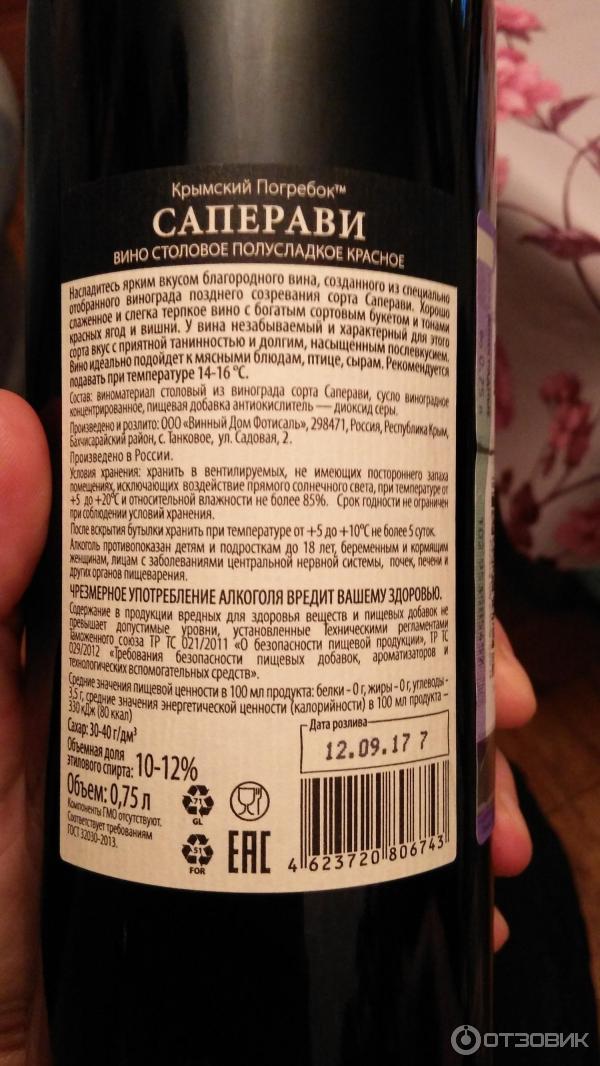 Крымский Погребок™
САПЕРАВИ
ВИНО СТОЛОВОЕ ПОЛУСЛАДКОЕ КРАСНОЕ
Насладитесь ярким вкусом благородного вина, созданного из специально
отобранного винограда позднего созревания сорта Саперави. Хорошо
слаженное и слегка терпкое вино с богатым сортовым букетом и тонами
красных ягод и вишни. У вина незабываемый и характерный для этого
сорта вкус с приятной танинностью и долгим, насыщенным послевкусием.
Вино идеально подойдет к мясными блюдам, птице, сырам. Рекомендуется
подавать при температуре 14-16 °С.
Состав: виноматериал столовый из винограда сорта Саперави, сусло виноградное
концентрированное, пищевая добавка антиокислитель — диоксид серы.
Произведено и розлито: ООО «Винный Дом Фотисаль», 298471, Россия, Республика Крым,
Бахчисарайский район, с. Танковое, ул. Садовая, 2.
Произведено в России.
Условия хранения: хранить в вентилируемых, не имеющих постороннего запаха
помещениях, исключающих воздействие прямого солнечного света, при температуре от
+5 до +20°С и относительной влажности не более 85%. Срок годности не ограничен
при соблюдении условий хранения.
После вскрытия бутылки хранить при температуре от +5 до +10°С не более 5 суток.
Алкоголь противопоказан детям и подросткам до 18 лет, беременным и кормящим
женщинам, лицам с заболеваниями центральной нервной системы, почек, печени и
других органов пищеварения.
ЧРЕЗМЕРНОЕ УПОТРЕБЛЕНИЕ АЛКОГОЛЯ ВРЕДИТ ВАШЕМУ ЗДОРОВЬЮ.
Содержание в продукции вредных для здоровья веществ и пищевых добавок не
превышает допустимые уровни, установленные Техническими регламентами
Таможенного союза ТР ТС 021/2011 «О безопасности пищевой продукции», ТР ТС
029/2012 «Требования безопасности пищевых добавок, ароматизаторов и
технологических вспомогательных средств».
Средние значения пищевой ценности в 100 мл продукта: белки - 0 г, жиры - 0 г, углеводы -
3,5 г, средние значения энергетической ценности (калорийности) в 100 мл продукта –
330 кДж (80 ккал)
Сахар: 30-40 г/дм³
Объемная доля
этилового спирта: 10-12%
Объем: 0,75 л
Компоненты ГМО отсутствуют.
Соответствует требованиям
ГОСТ 32030-2013.
Дата розлива
12.09.17 7
71
GL
51
FOR
EAC
4 623720 806743
ОТЗОВИК